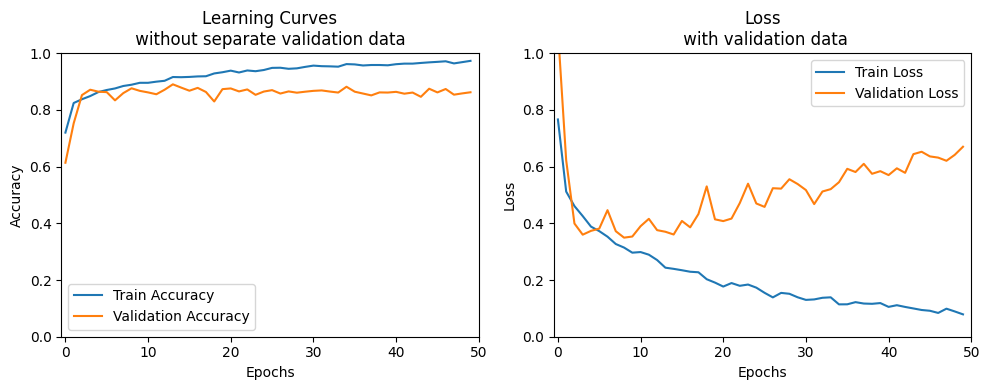 Learning Curves
without separate validation data
1.0
0.8
0.6
0.4
0.2
0.0
Accuracy
Train Accuracy
Validation Accuracy
0 10 20 30 40 50
Epochs
Loss
with validation data
1.0
0.8
0.6
0.4
0.2
0.0
Loss
Train Loss
Validation Loss
0 10 20 30 40 50
Epochs